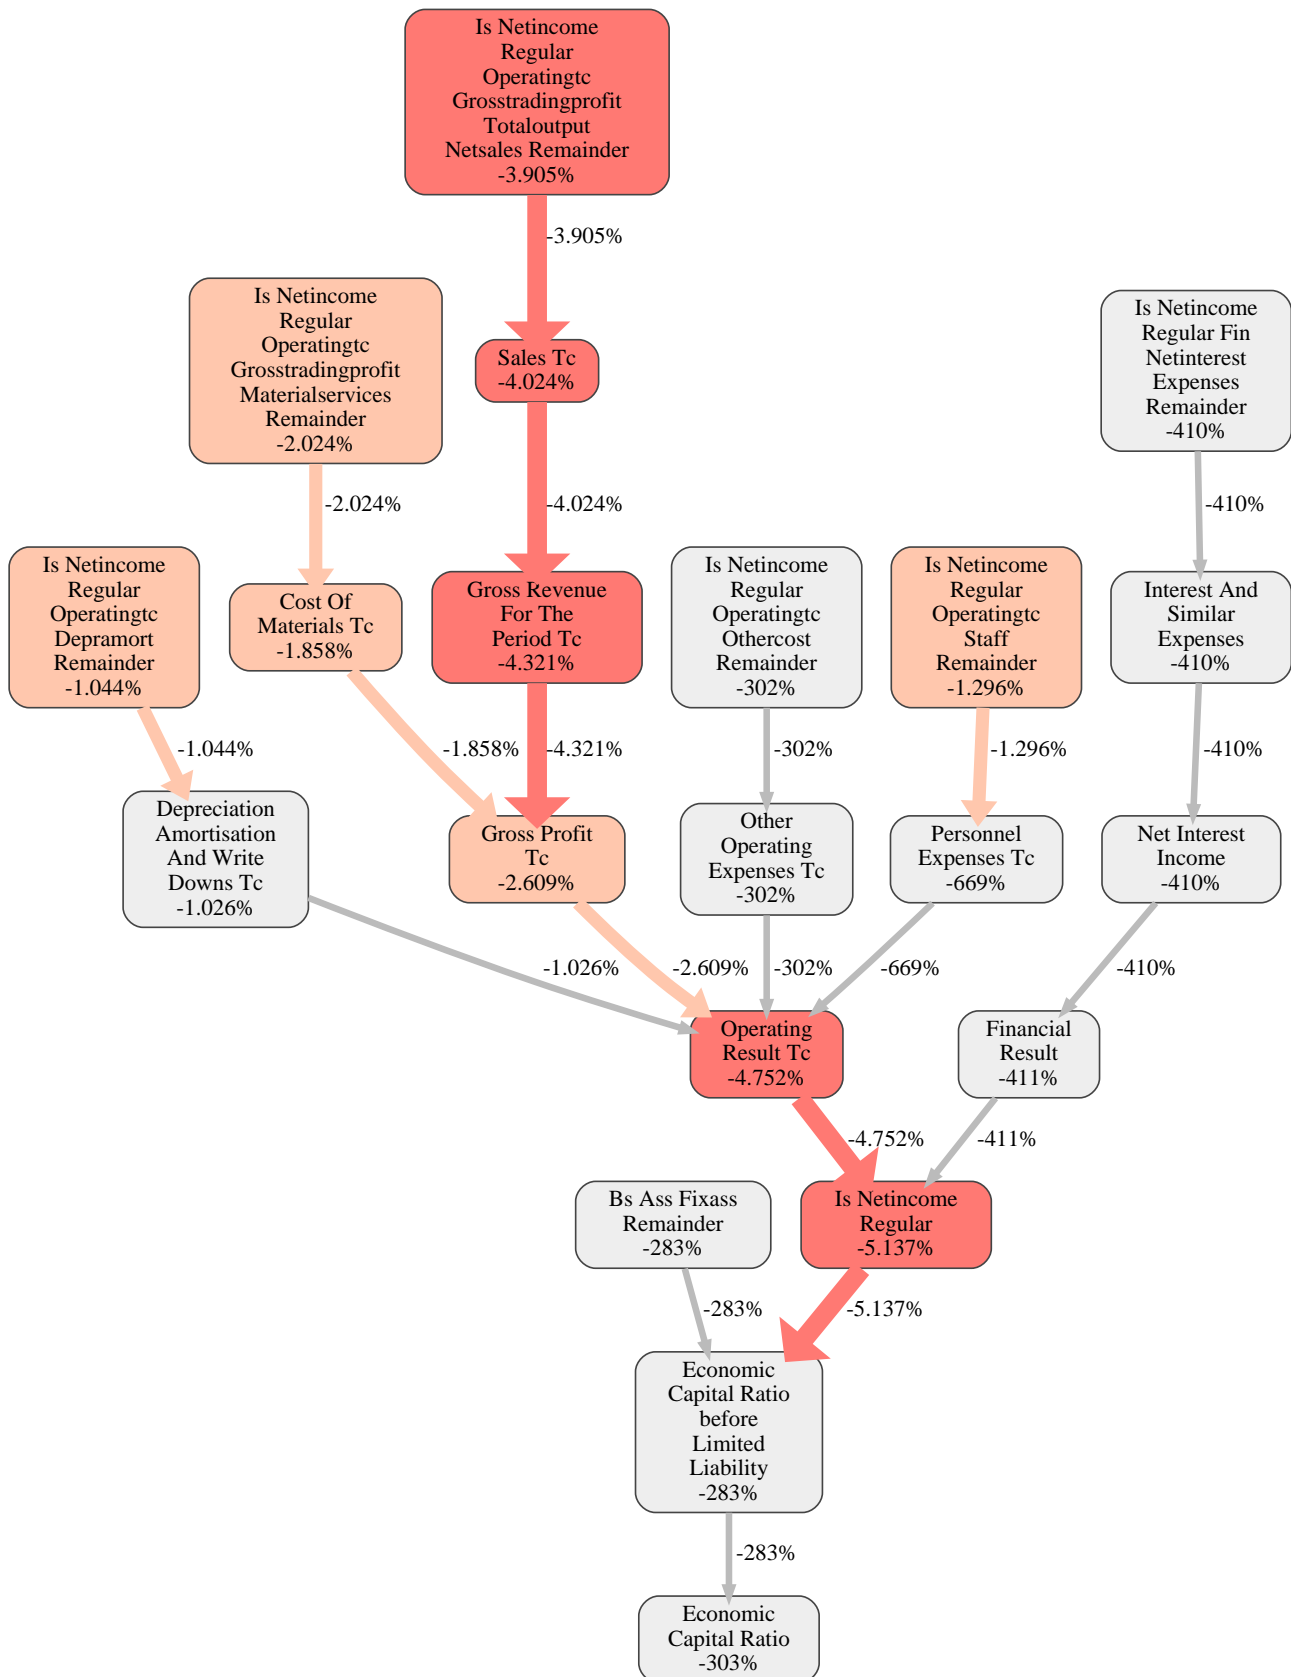 Is Netincome
Regular
Operatingtc
Grosstradingprofit
Totaloutput
Netsales Remainder
-3.905%
-3.905%
Is Netincome
Regular
Operatingtc
Grosstradingprofit
Materialservices
Remainder
-2.024%
Sales Tc
-4.024%
Is Netincome
Regular Fin
Netinterest
Expenses
Remainder
-410%
-2.024%
-4.024%
-410%
Is Netincome
Regular
Operatingtc
Depramort
Remainder
-1.044%
Cost Of
Materials Tc
-1.858%
Gross Revenue
For The
Period Tc
-4.321%
Is Netincome
Regular
Operatingtc
Othercost
Remainder
-302%
Is Netincome
Regular
Operatingtc
Staff
Remainder
-1.296%
Interest And
Similar
Expenses
-410%
-1.044%
-1.858%
-4.321%
-302%
-1.296%
-410%
Depreciation
Amortisation
And Write
Downs Tc
-1.026%
Gross Profit
Tc
-2.609%
Other
Operating
Expenses Tc
-302%
Personnel
Expenses Tc
-669%
Net Interest
Income
-410%
-1.026%
-2.609%
-302%
-669%
-410%
Operating
Result Tc
-4.752%
Financial
Result
-411%
-4.752%
-411%
Bs Ass Fixass
Remainder
-283%
Is Netincome
Regular
-5.137%
-283%
-5.137%
Economic
Capital Ratio
before
Limited
Liability
-283%
-283%
Economic
Capital Ratio
-303%